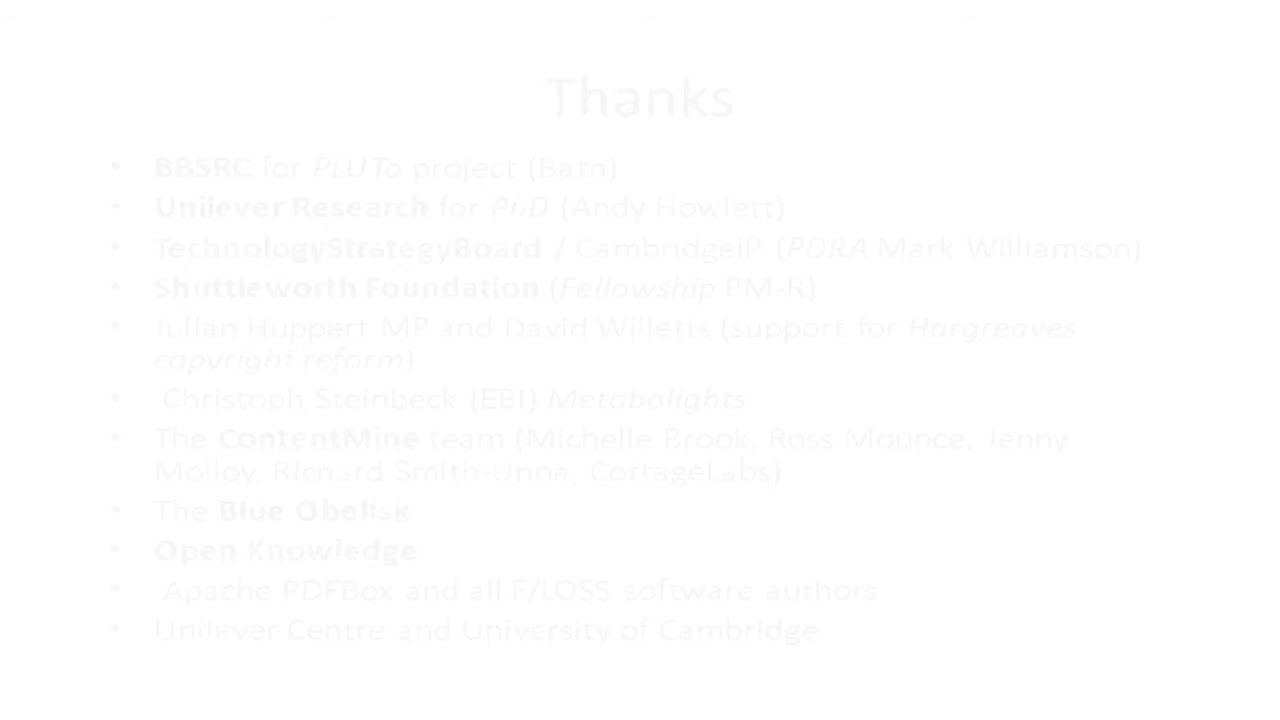 Thanks
• BBSRC for PLUTo project (Bath)
• Unilever Research for PhD (Andy Howlett)
• TechnologyStrategyBoard / CambridgeIP (PDRA Mark Williamson)
• Shuttleworth Foundation (Fellowship PM-R)
• Julian Huppert MP and David Willetts (support for Hargreaves
copyright reform)
• Christoph Steinbeck (EBI) Metabolights
• The ContentMine team (Michelle Brook, Ross Mounce, Jenny
Molloy, Richard Smith-Unna, CottageLabs)
• The Blue Obelisk
• Open Knowledge
• Apache PDFBox and all F/LOSS software authors
• Unilever Centre and University of Cambridge